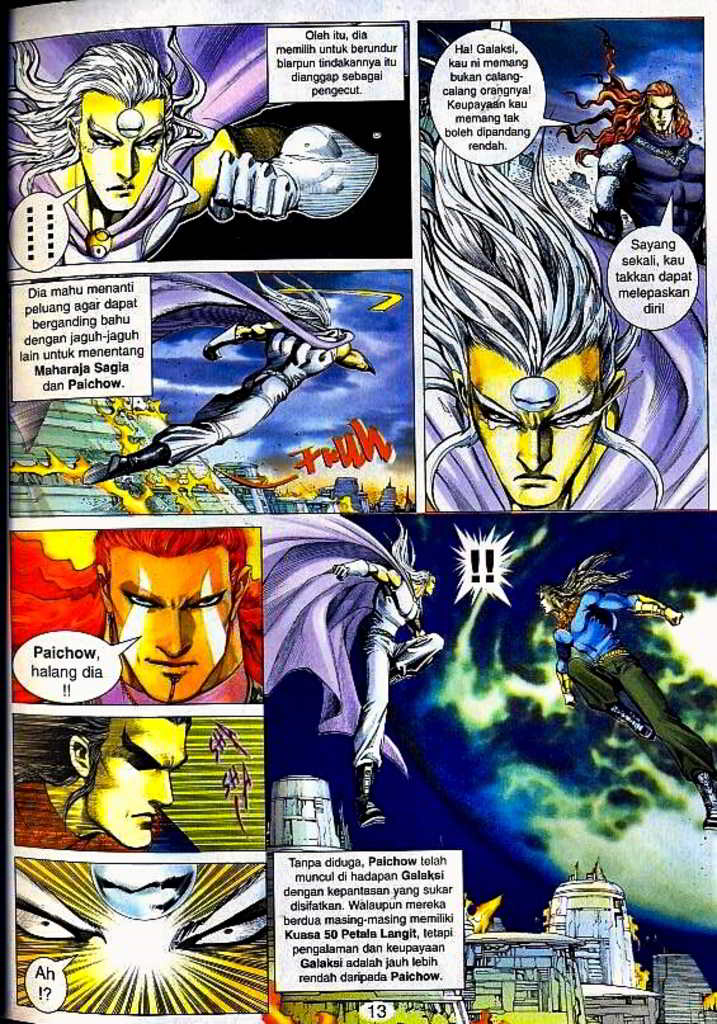 Oleh itu, dia
memilih untuk berundur
biarpun tindakannya itu
dianggap sebagai
pengecut.
Ha! Galaksi,
kau ni memang
bukan calang-
calang orangnya!
Keupayaan kau
memang tak
boleh dipandang
rendah.
Sayang
sekali, kau
takkan dapat
melepaskan
diri!
Dia mahu menanti
peluang agar dapat
berganding bahu
dengan jaguh-jaguh
lain untuk menentang
Maharaja Sagia
dan Paichow.
Paichow,
halang dia
!!
!!
Ah
!?
Tanpa diduga, Paichow telah
muncul di hadapan Galaksi
dengan kepantasan yang sukar
disifatkan. Walaupun mereka
berdua masing-masing memiliki
Kuasa 50 Petala Langit, tetapi
pengalaman dan keupayaan
Galaksi adalah jauh lebih
rendah daripada Paichow.
13